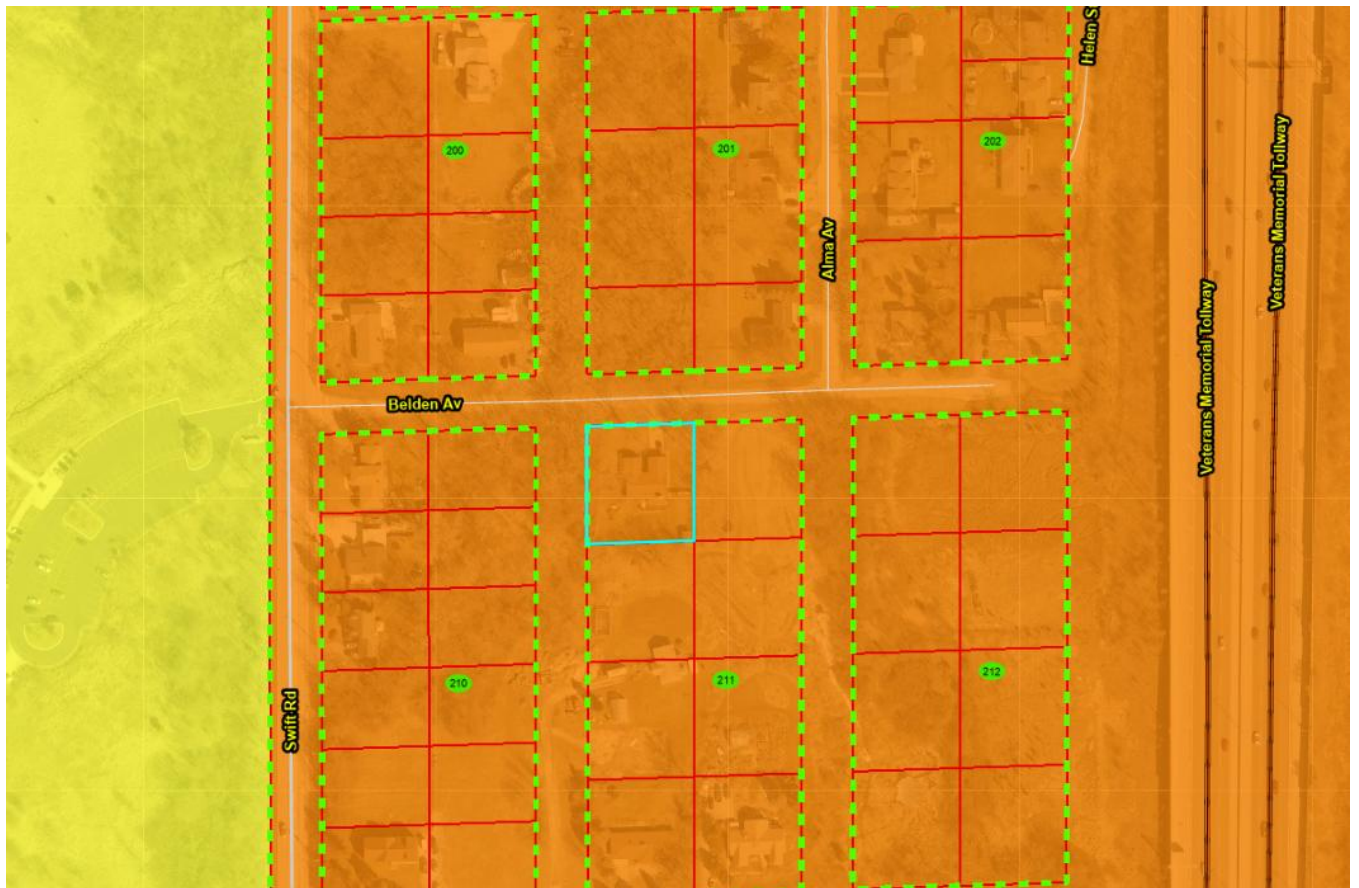 Helen S
Veterans Memorial Tollway
200
201
202
Alma Av
Veterans Memorial Tollway
Belden Av
210
211
212
Swift Rd